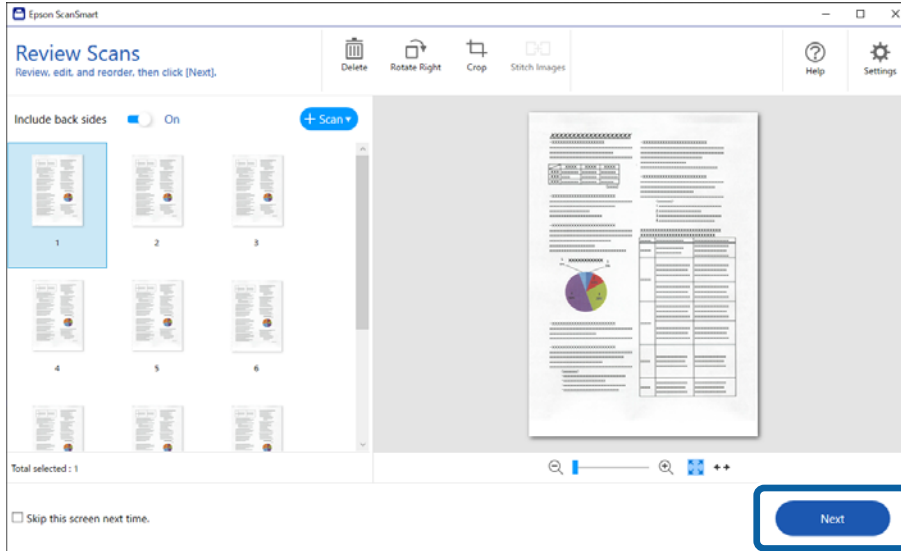 Epson ScanSmart
Review Scans
Review, edit, and reorder, then click [Next].
Delete
Rotate Right
Crop
Stitch Images
Help
Settings
Include back sides
On
+ Scan ▾
1
2
3
4
5
6
Total selected : 1
Skip this screen next time.
Next